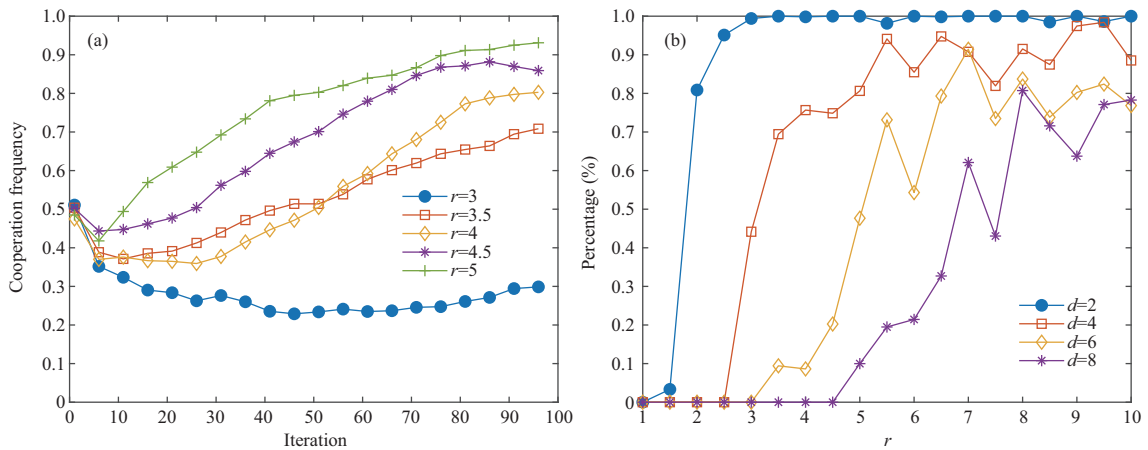 (a)
Cooperation frequency
1.0
0.9
0.8
0.7
0.6
0.5
0.4
0.3
0.2
0.1
0
0 10 20 30 40 50 60 70 80 90 100
Iteration
r=3
r=3.5
r=4
r=4.5
r=5
(b)
Percentage (%)
1.0
0.9
0.8
0.7
0.6
0.5
0.4
0.3
0.2
0.1
0
1 2 3 4 5 6 7 8 9 10
r
d=2
d=4
d=6
d=8